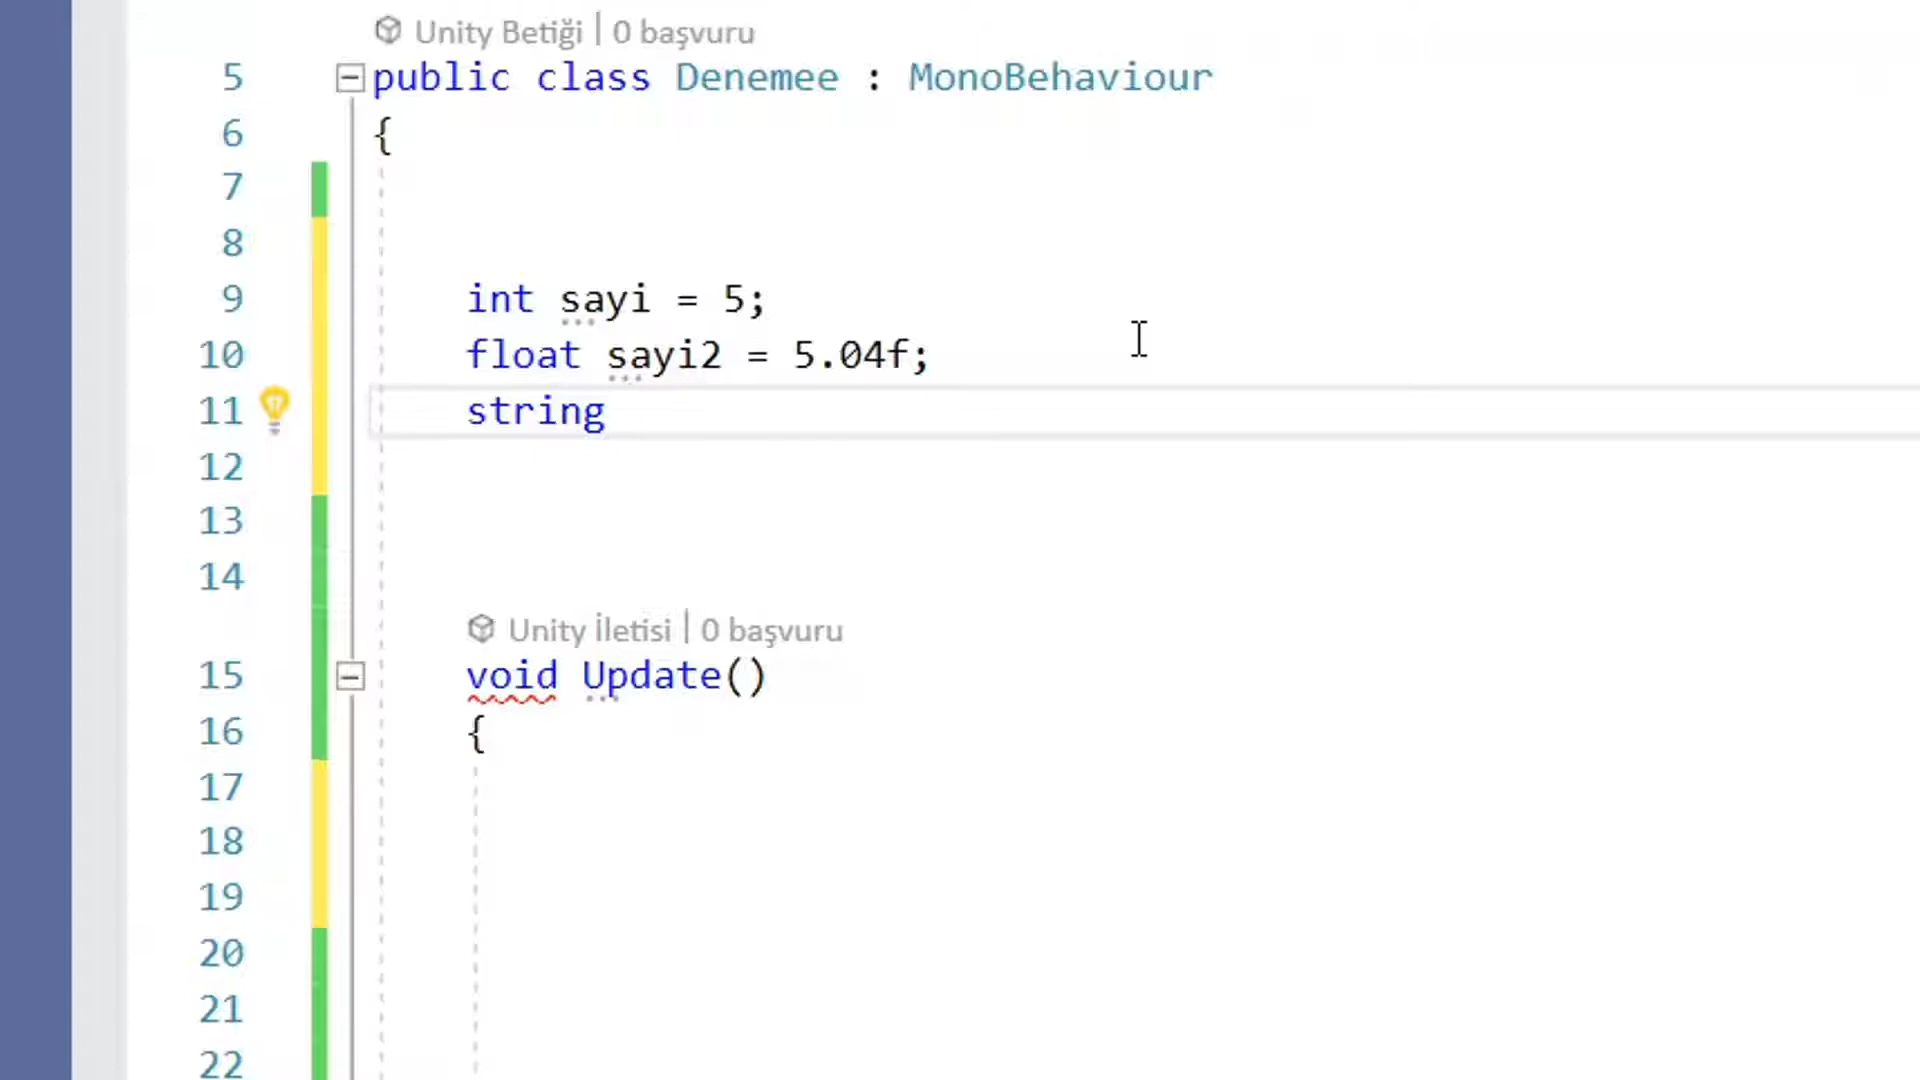 Unity Betiği | 0 başvuru
5 public class Denemee : MonoBehaviour
6 {
7
8
9 int sayi = 5;
10 float sayi2 = 5.04f;
11 string
12
13
14
Unity İletisi | 0 başvuru
15 void Update()
16 {
17
18
19
20
21
22